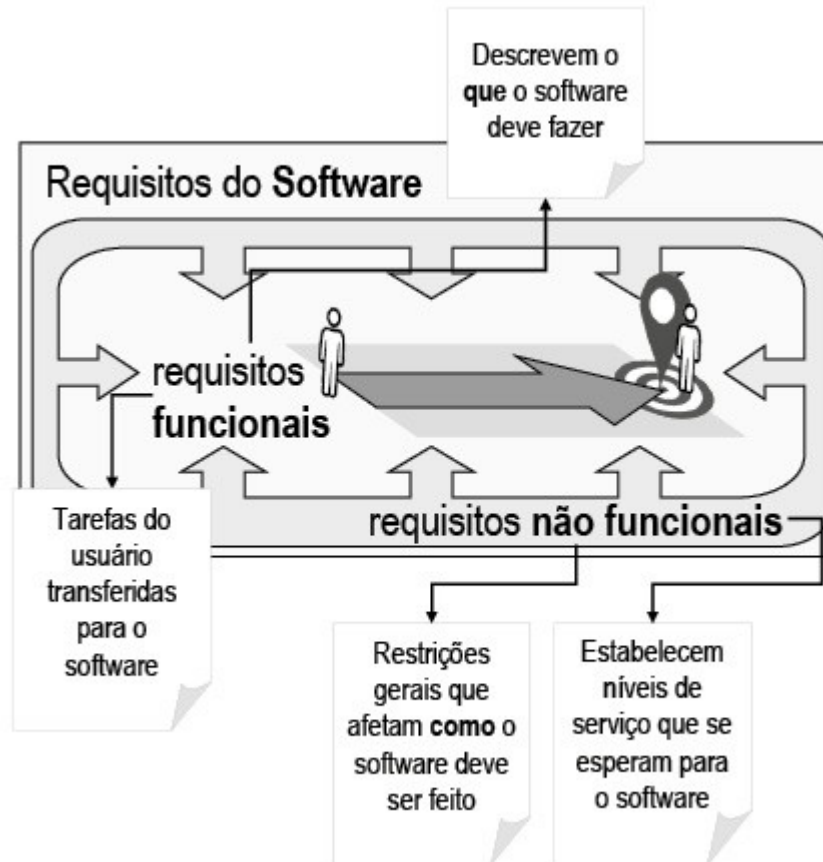 Descrevem o
que o software
deve fazer
Requisitos do Software
requisitos
funcionais
requisitos não funcionais
Tarefas do
usuário
transferidas
para o
software
Restrições
gerais que
afetam como o
software deve
ser feito
Estabelecem
níveis de
serviço que se
esperam para
o software